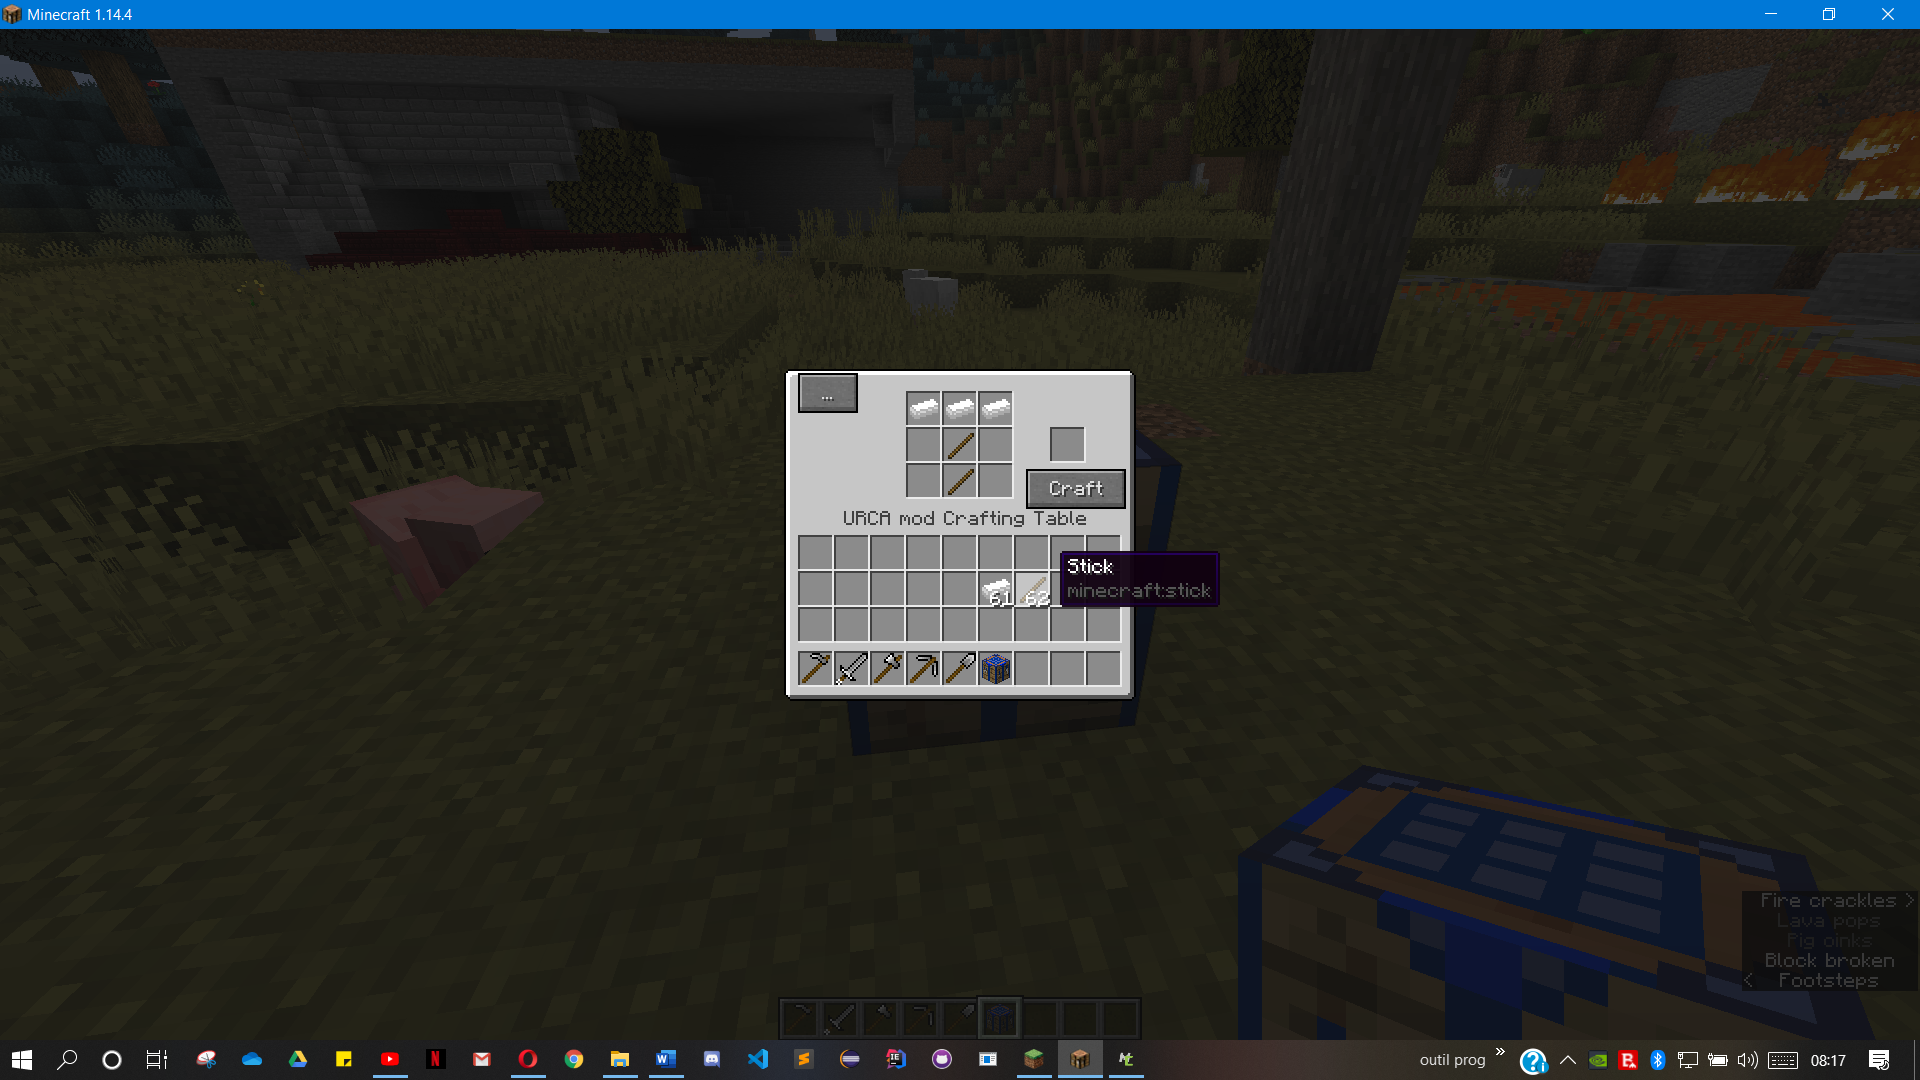 Minecraft 1.14.4
...
Craft
URCA mod Crafting Table
Stick
minecraft:stick
61
62
Fire crackles >
Lava pops
Pig oinks
Block broken
< Footsteps
outil prog »
08:17